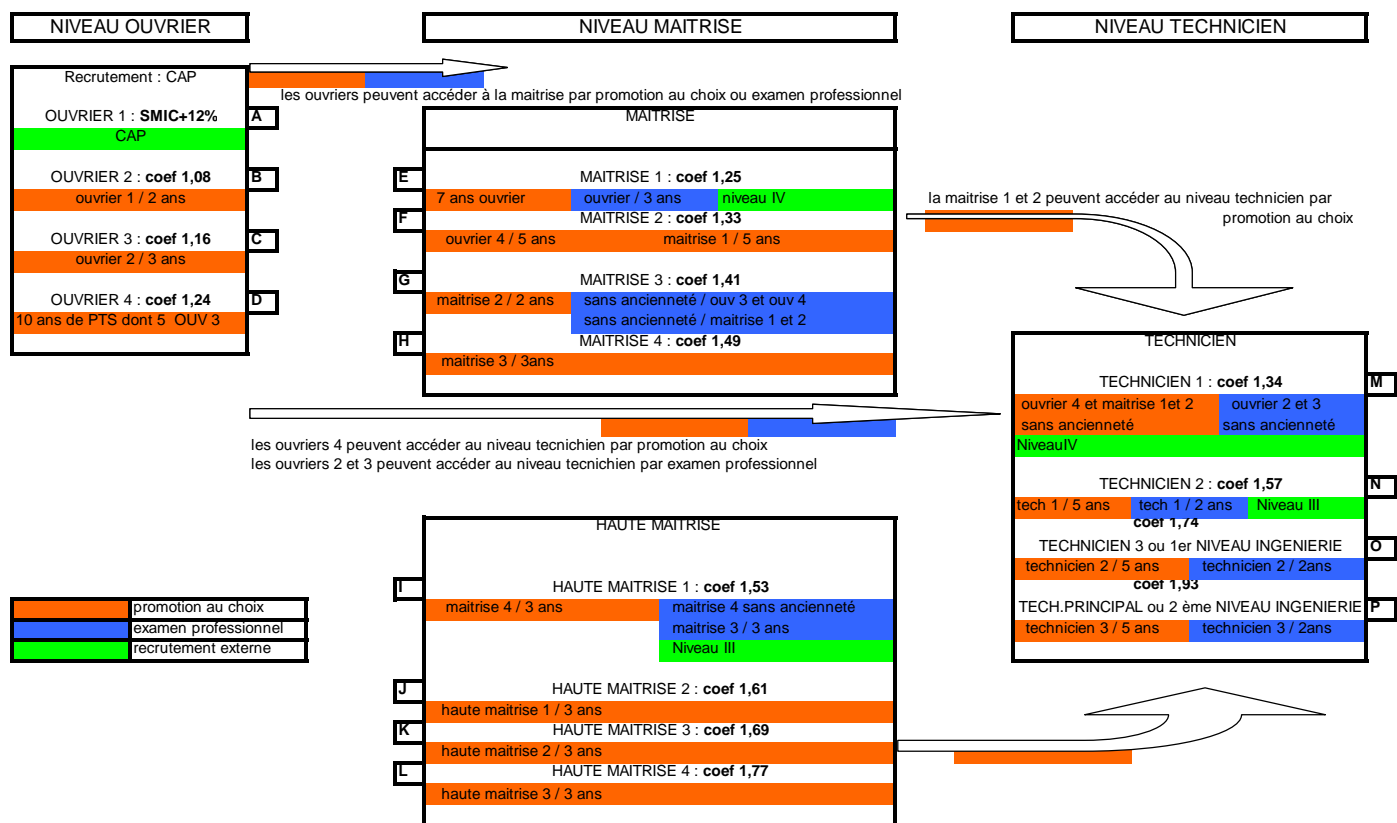 NIVEAU OUVRIER
Recrutement : CAP
OUVRIER 1 : SMIC+12%
A
CAP
OUVRIER 2 : coef 1,08
B
ouvrier 1 / 2 ans
OUVRIER 3 : coef 1,16
C
ouvrier 2 / 3 ans
OUVRIER 4 : coef 1,24
D
10 ans de PTS dont 5 OUV 3
les ouvriers peuvent accéder à la maitrise par promotion au choix ou examen professionnel
NIVEAU MAITRISE
MAITRISE
E
MAITRISE 1 : coef 1,25
7 ans ouvrier
ouvrier / 3 ans
niveau IV
F
MAITRISE 2 : coef 1,33
ouvrier 4 / 5 ans
maitrise 1 / 5 ans
G
MAITRISE 3 : coef 1,41
maitrise 2 / 2 ans
sans ancienneté / ouv 3 et ouv 4
sans ancienneté / maitrise 1 et 2
H
MAITRISE 4 : coef 1,49
maitrise 3 / 3ans
les ouvriers 4 peuvent accéder au niveau tecnichien par promotion au choix
les ouvriers 2 et 3 peuvent accéder au niveau tecnichien par examen professionnel
HAUTE MAITRISE
I
HAUTE MAITRISE 1 : coef 1,53
maitrise 4 / 3 ans
maitrise 4 sans ancienneté
maitrise 3 / 3 ans
Niveau III
J
HAUTE MAITRISE 2 : coef 1,61
haute maitrise 1 / 3 ans
K
HAUTE MAITRISE 3 : coef 1,69
haute maitrise 2 / 3 ans
L
HAUTE MAITRISE 4 : coef 1,77
haute maitrise 3 / 3 ans
NIVEAU TECHNICIEN
la maitrise 1 et 2 peuvent accéder au niveau technicien par
promotion au choix
TECHNICIEN
TECHNICIEN 1 : coef 1,34
M
ouvrier 4 et maitrise 1et 2
sans ancienneté
ouvrier 2 et 3
sans ancienneté
NiveauIV
TECHNICIEN 2 : coef 1,57
N
tech 1 / 5 ans
tech 1 / 2 ans
Niveau III
coef 1,74
TECHNICIEN 3 ou 1er NIVEAU INGENIERIE
O
technicien 2 / 5 ans
technicien 2 / 2ans
coef 1,93
TECH.PRINCIPAL ou 2 ème NIVEAU INGENIERIE
P
technicien 3 / 5 ans
technicien 3 / 2ans
promotion au choix
examen professionnel
recrutement externe